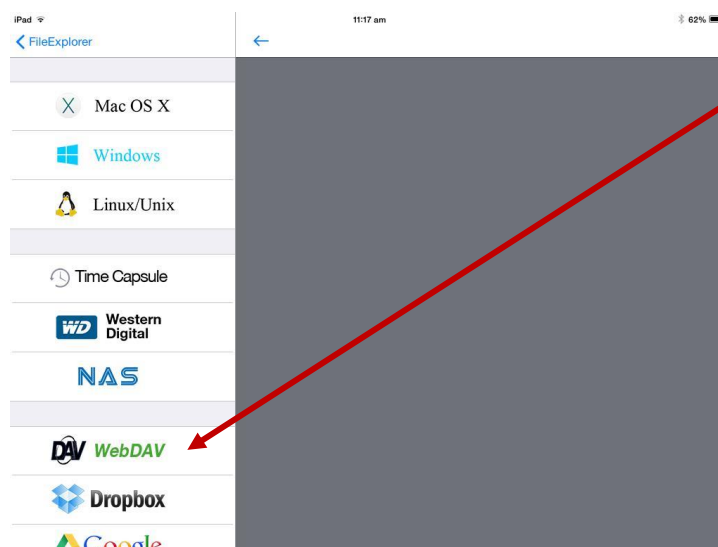 iPad 11:17 am 62%
FileExplorer
Mac OS X
Windows
Linux/Unix
Time Capsule
WD Western
Digital
NAS
DAV WebDAV
Dropbox
Google